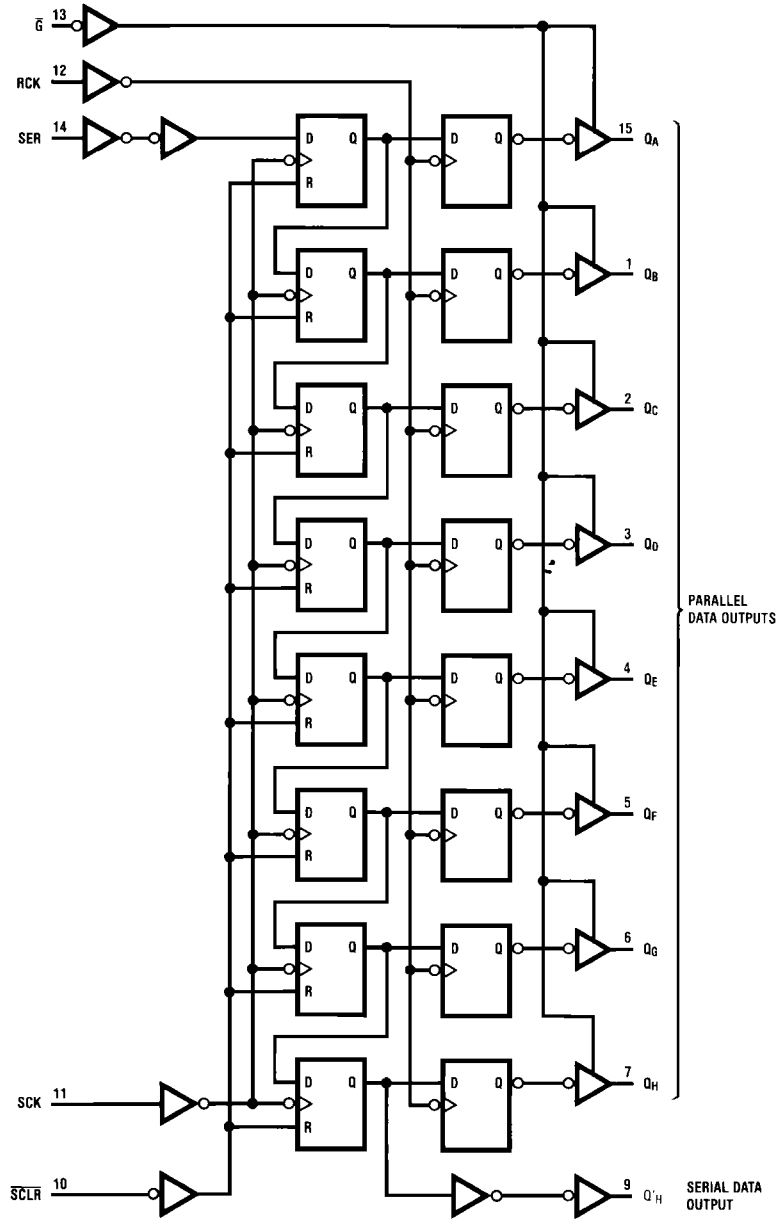 G 13
RCK 12
SER 14
D Q D 15 QA
R
D Q D 1 QB
R
D Q D 2 QC
R
D Q D 3 QD
R
PARALLEL
DATA OUTPUTS
D Q D 4 QE
R
D Q D 5 QF
R
D Q D 6 QG
R
D Q D 7 QH
SCK 11
R
SCLR 10
9 Q'H SERIAL DATA
OUTPUT